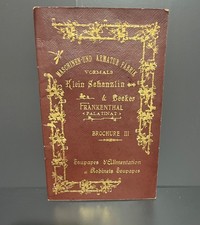 MASCHINEN-UND ARMATUR FABRIK
VORMALS
Klein Schanzlin
& Becker
FRANKENTHAL
PALATINAT
BROCHURE III
Soupapes d'Alimentation
& Robinets Soupapes